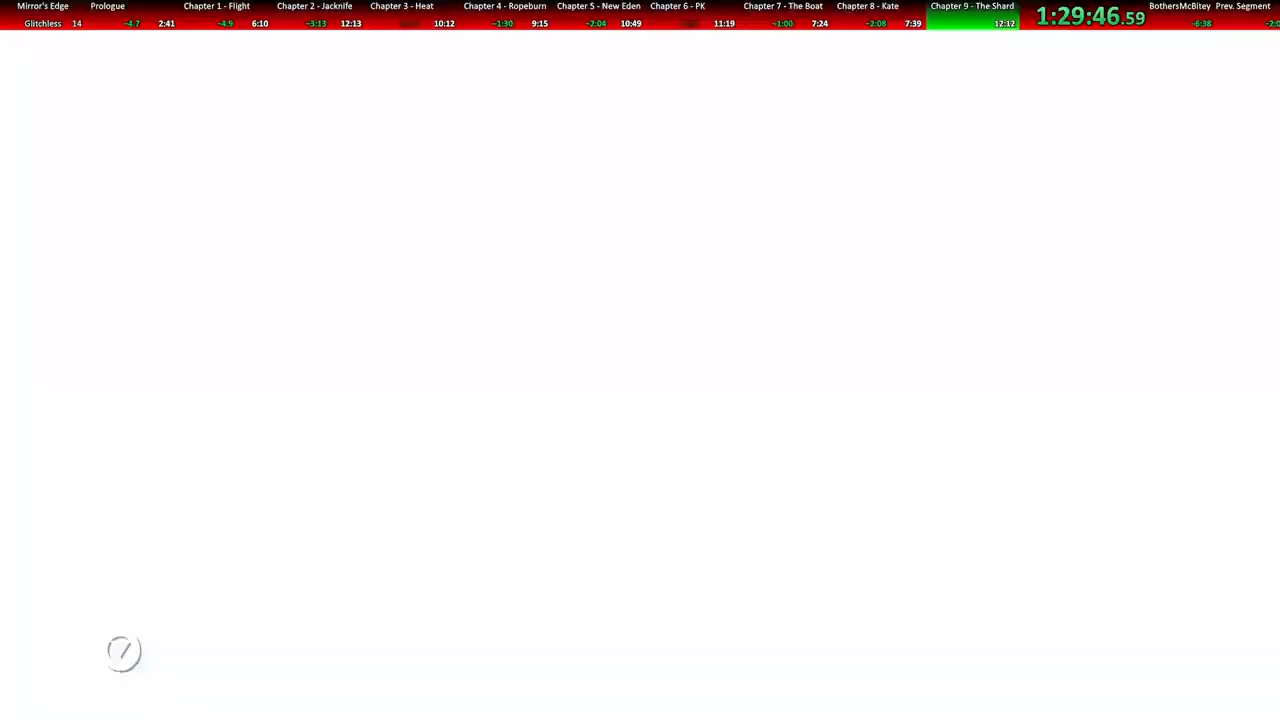 Mirror's Edge Prologue Chapter 1 - Flight Chapter 2 - Jacknife Chapter 3 - Heat Chapter 4 - Ropeburn Chapter 5 - New Eden Chapter 6 - PK Chapter 7 - The Boat Chapter 8 - Kate Chapter 9 - The Shard 1:29:46.59 BothersMcBitey Prev. Segment
Glitchless 14 -4.7 2:41 -4.9 6:10 -3:13 12:13 10:12 -1:30 9:15 -2:04 10:49 11:19 -1:00 7:24 -2:08 7:39 12:12 -6:38